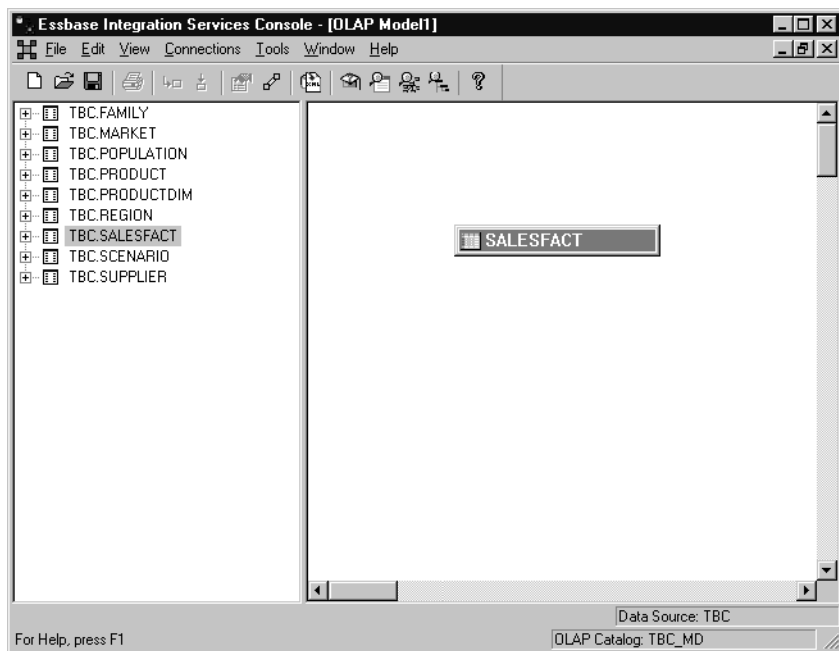 Essbase Integration Services Console - [OLAP Model1]
File Edit View Connections Tools Window Help
XML
TBC.FAMILY
TBC.MARKET
TBC.POPULATION
TBC.PRODUCT
TBC.PRODUCTDIM
TBC.REGION
TBC.SALESFACT
TBC.SCENARIO
TBC.SUPPLIER
SALESFACT
Data Source: TBC
For Help, press F1
OLAP Catalog: TBC_MD